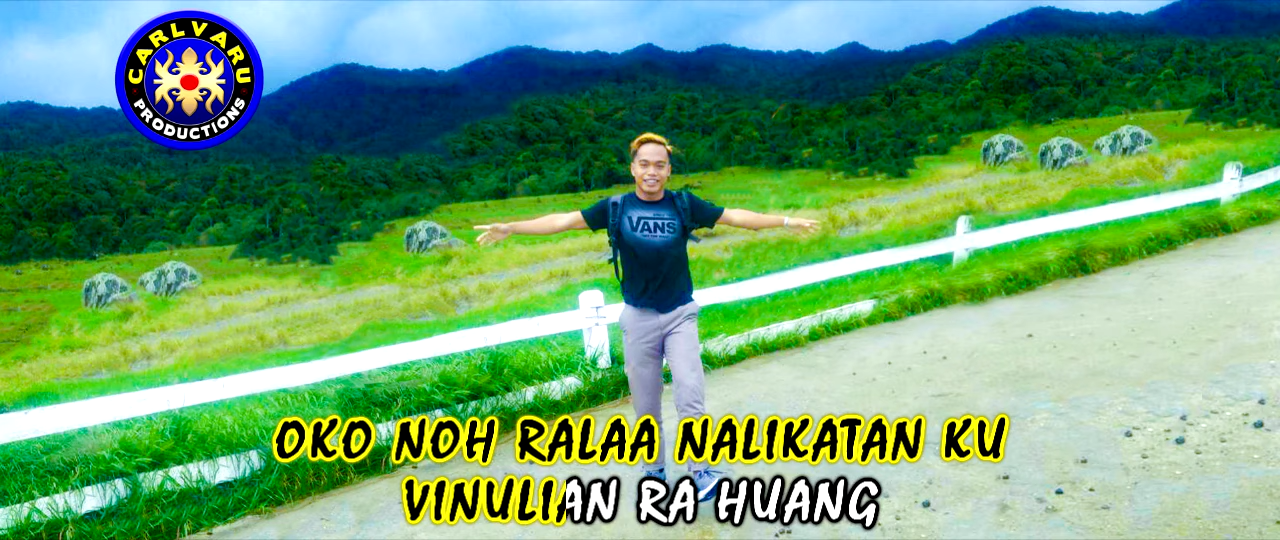 CARLVARU
PRODUCTIONS
VANS
OKO NOH RALAA NALIKATAN KU
VINULIAN RA HUANG